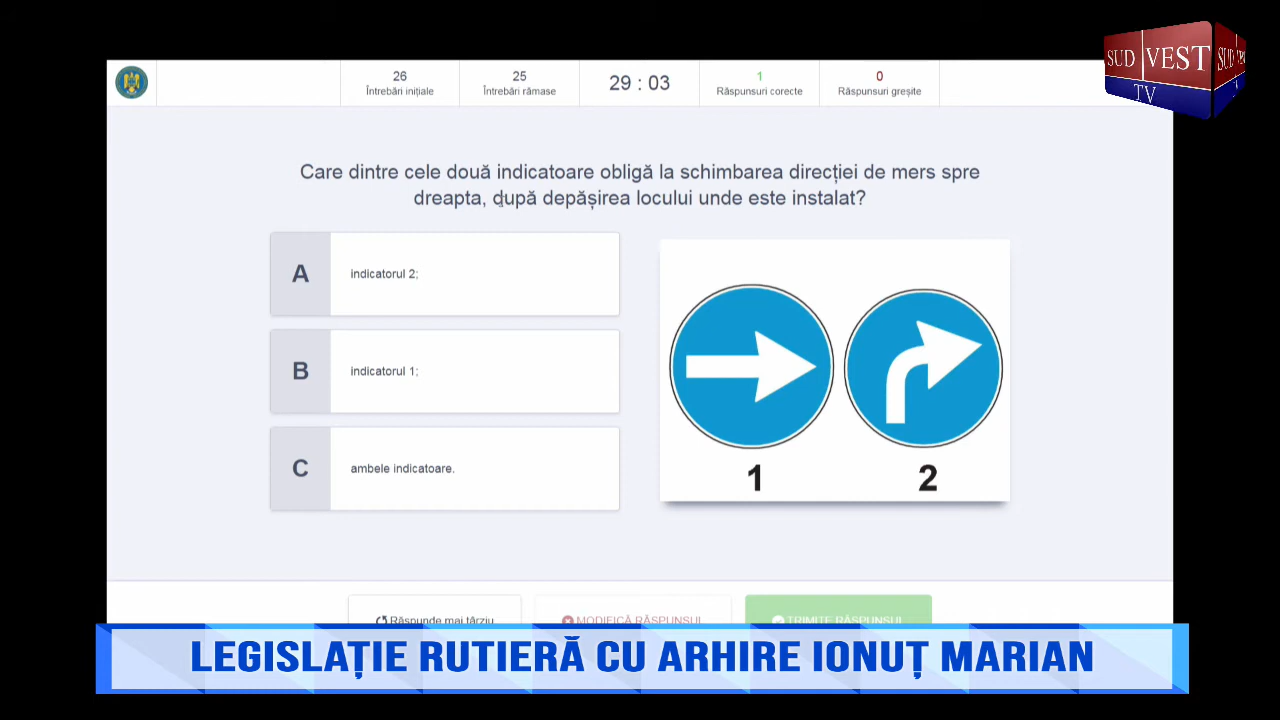 SUD VEST SUD
TV
26
Întrebări inițiale
25
Întrebări rămase
29 : 03
1
Răspunsuri corecte
0
Răspunsuri greșite
Care dintre cele două indicatoare obligă la schimbarea direcției de mers spre
dreapta, după depășirea locului unde este instalat?
A
indicatorul 2;
B
indicatorul 1;
C
ambele indicatoare.
1
2
Răspunde mai târziu
MODIFICĂ RĂSPUNSUL
TRIMITE RĂSPUNSUL
LEGISLAȚIE RUTIERĂ CU ARHIRE IONUȚ MARIAN